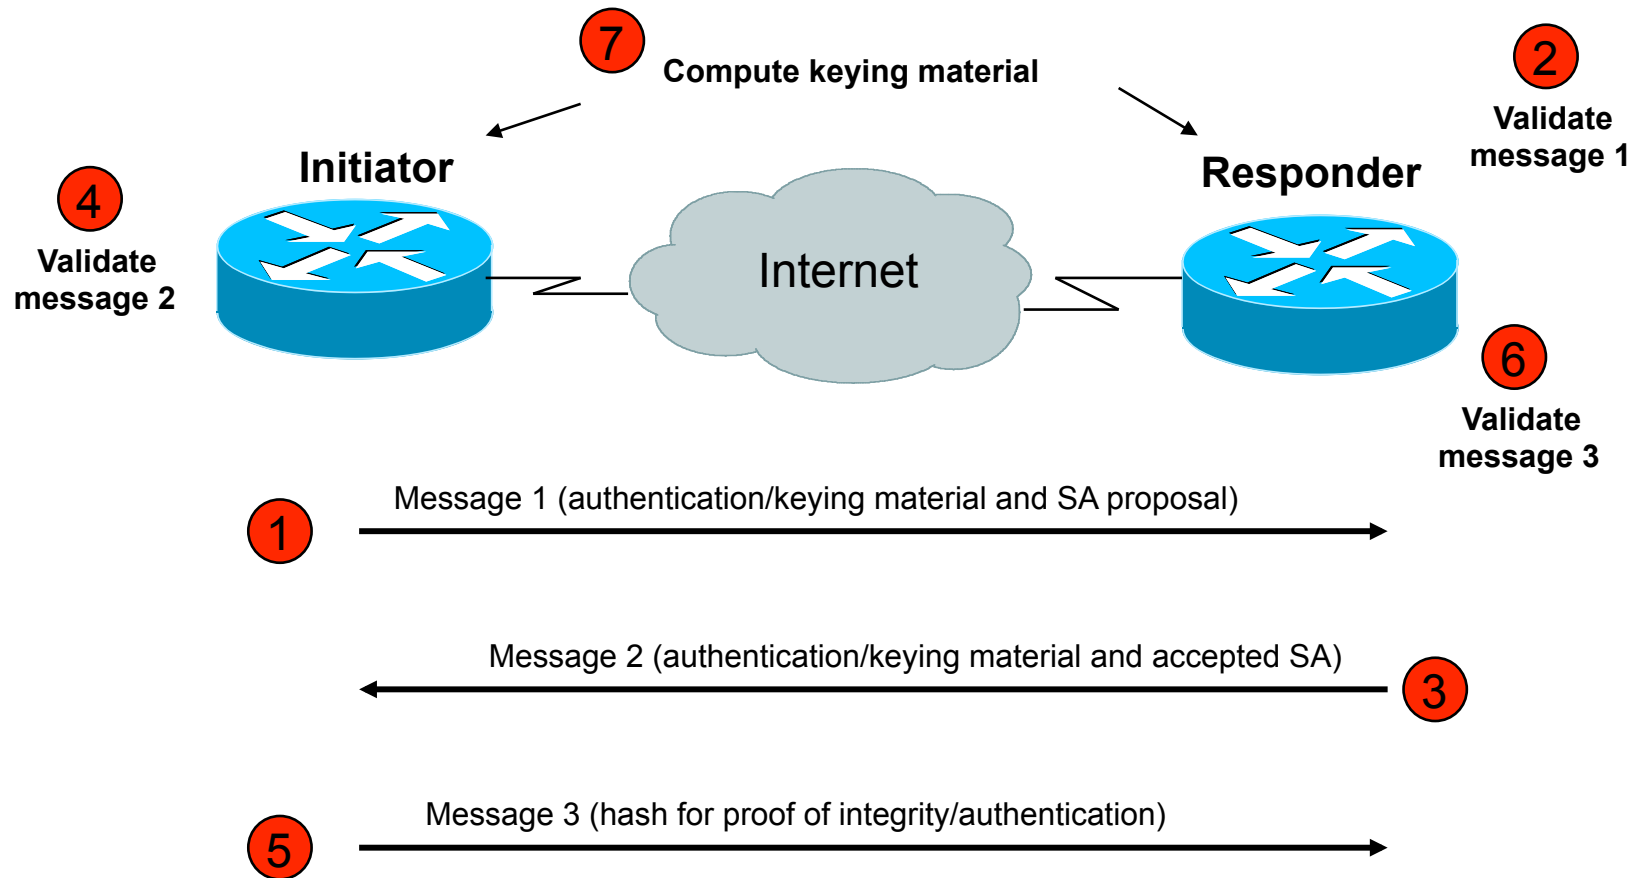 7
Compute keying material
2
Validate
message 1
Initiator
Responder
4
Validate
message 2
Internet
6
Validate
message 3
Message 1 (authentication/keying material and SA proposal)
1
Message 2 (authentication/keying material and accepted SA)
3
Message 3 (hash for proof of integrity/authentication)
5